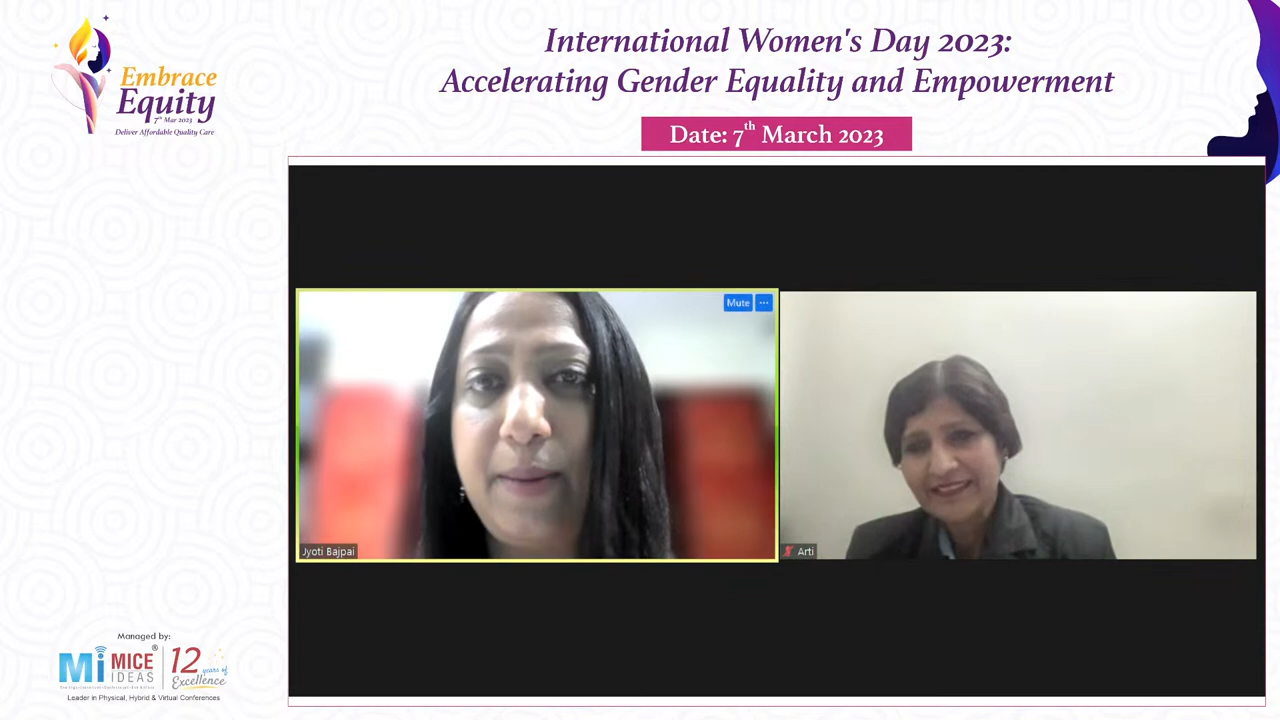 International Women's Day 2023:
Accelerating Gender Equality and Empowerment
Date: 7th March 2023
Embrace
Equity
7th Mar 2023
Deliver Affordable Quality Care
Mute
Jyoti Bajpai
Arti
Managed by:
Mi MICE IDEAS ®
12 years of Excellence
Leader in Physical, Hybrid & Virtual Conferences